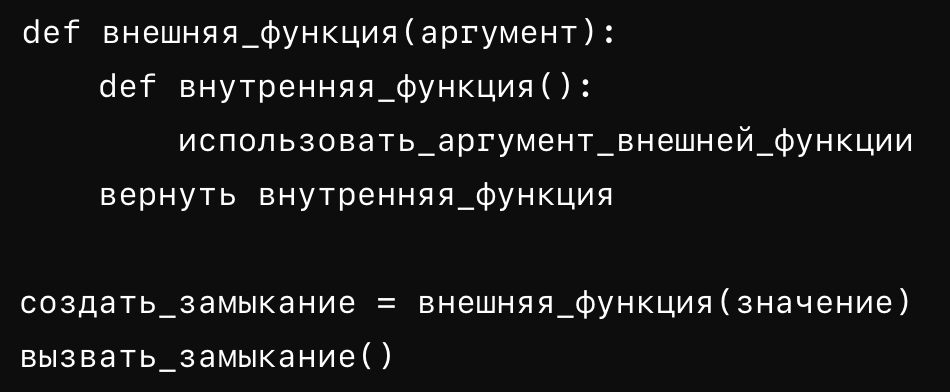 def внешняя_функция(аргумент):
    def внутренняя_функция():
        использовать_аргумент_внешней_функции
    вернуть внутренняя_функция

создать_замыкание = внешняя_функция(значение)
вызвать_замыкание()